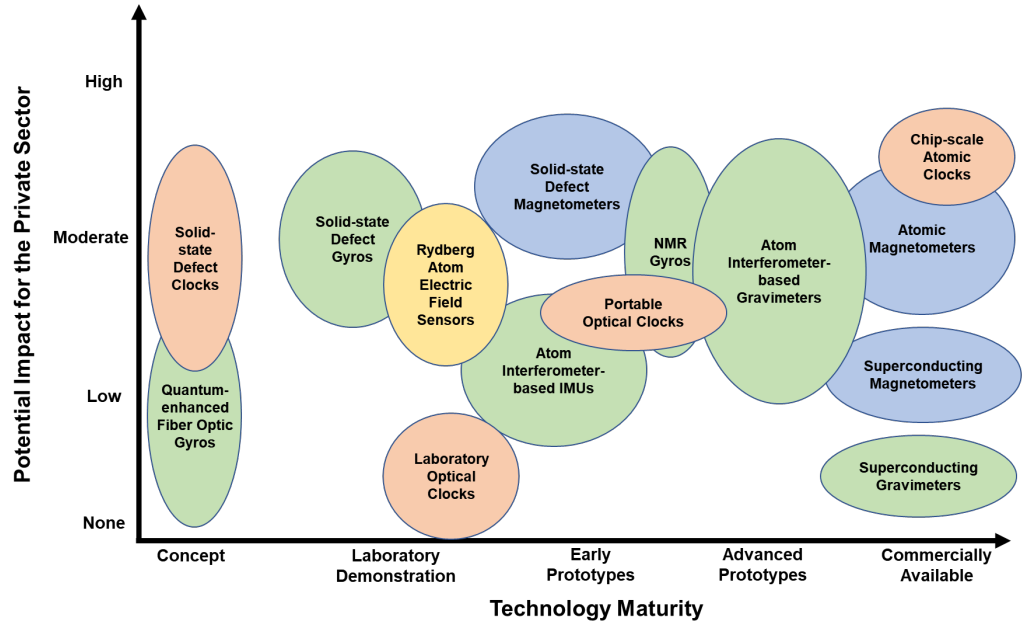 Potential Impact for the Private Sector
High
Moderate
Low
None
Solid-
state
Defect
Clocks
Quantum-
enhanced
Fiber Optic
Gyros
Solid-state
Defect
Gyros
Rydberg
Atom
Electric
Field
Sensors
Laboratory
Optical
Clocks
Solid-state
Defect
Magnetometers
NMR
Gyros
Portable
Optical Clocks
Atom
Interferometer-
based IMUs
Atom
Interferometer-
based
Gravimeters
Chip-scale
Atomic
Clocks
Atomic
Magnetometers
Superconducting
Magnetometers
Superconducting
Gravimeters
Concept
Laboratory
Demonstration
Early
Prototypes
Advanced
Prototypes
Commercially
Available
Technology Maturity